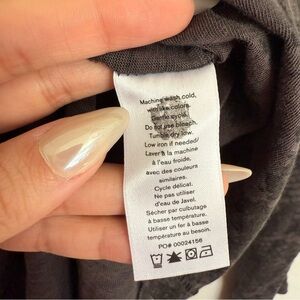 Machine wash cold,
with like colors.
Gentle cycle.
Do not use bleach.
Tumble dry low.
Low iron if needed/
Laver à la machine
à l'eau froide,
avec des couleurs
similaires.
Cycle délicat.
Ne pas utiliser
d'eau de Javel.
Sécher par culbutage
à basse température.
Utiliser un fer à basse
température au besoin.
PO# 00024156